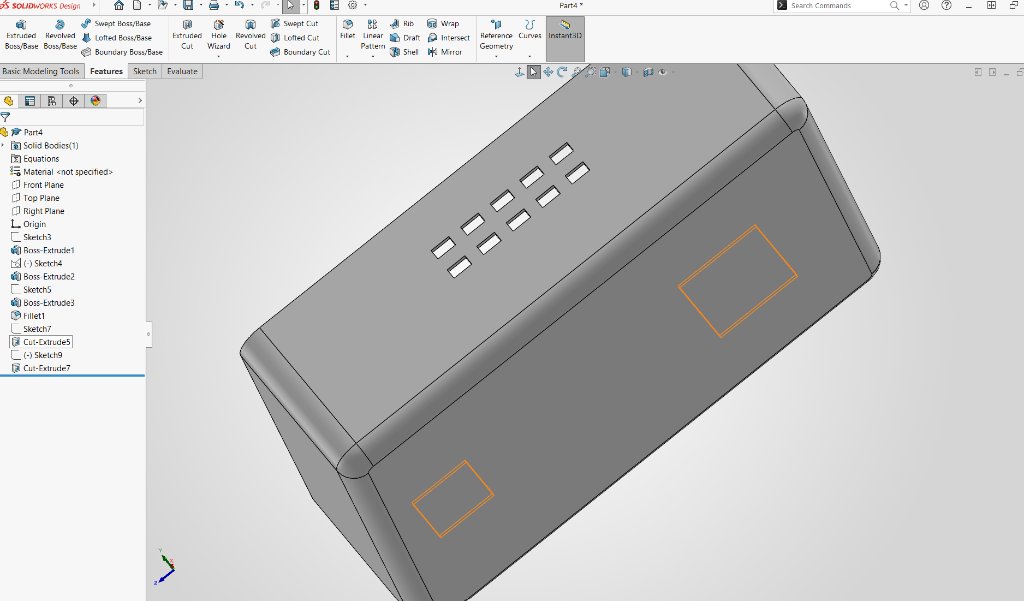 SOLIDWORKS Design
Part4 *
Search Commands
Extruded Boss/Base
Revolved Boss/Base
Swept Boss/Base
Lofted Boss/Base
Boundary Boss/Base
Extruded Cut
Hole Wizard
Revolved Cut
Swept Cut
Lofted Cut
Boundary Cut
Fillet
Linear Pattern
Rib
Draft
Shell
Wrap
Intersect
Mirror
Reference Geometry
Curves
Instant3D
Basic Modeling Tools
Features
Sketch
Evaluate
Part4
Solid Bodies(1)
Equations
Material <not specified>
Front Plane
Top Plane
Right Plane
Origin
Sketch3
Boss-Extrude1
(-) Sketch4
Boss-Extrude2
Sketch5
Boss-Extrude3
Fillet1
Sketch7
Cut-Extrude5
(-) Sketch9
Cut-Extrude7